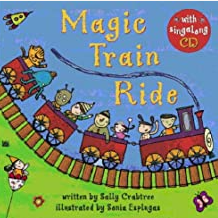 Magic
Train
Ride
with
singalong
CD
written by Sally Crabtree
illustrated by Sonia Esplugas